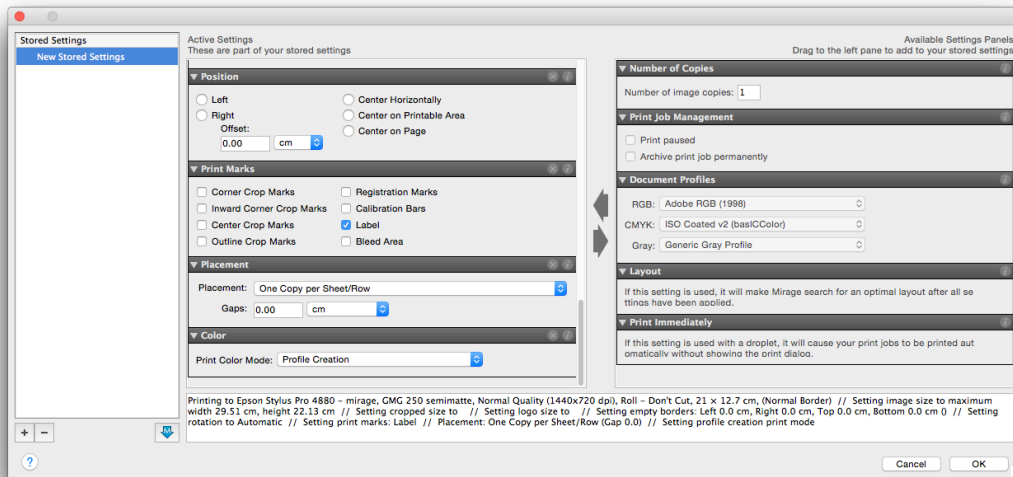 Stored Settings
New Stored Settings
+ −
?
Active Settings
These are part of your stored settings
Position
Left
Right
Offset:
0.00 cm
Center Horizontally
Center on Printable Area
Center on Page
Print Marks
Corner Crop Marks
Inward Corner Crop Marks
Center Crop Marks
Outline Crop Marks
Registration Marks
Calibration Bars
Label
Bleed Area
Placement
Placement: One Copy per Sheet/Row
Gaps: 0.00 cm
Color
Print Color Mode: Profile Creation
Available Settings Panels
Drag to the left pane to add to your stored settings
Number of Copies
Number of image copies: 1
Print Job Management
Print paused
Archive print job permanently
Document Profiles
RGB: Adobe RGB (1998)
CMYK: ISO Coated v2 (basICColor)
Gray: Generic Gray Profile
Layout
If this setting is used, it will make Mirage search for an optimal layout after all se
ttings have been applied.
Print Immediately
If this setting is used with a droplet, it will cause your print jobs to be printed aut
omatically without showing the print dialog.
Printing to Epson Stylus Pro 4880 - mirage, GMG 250 semimatte, Normal Quality (1440x720 dpi), Roll - Don't Cut, 21 × 12.7 cm, (Normal Border) // Setting image size to maximum
width 29.51 cm, height 22.13 cm // Setting cropped size to // Setting logo size to // Setting empty borders: Left 0.0 cm, Right 0.0 cm, Top 0.0 cm, Bottom 0.0 cm () // Setting
rotation to Automatic // Setting print marks: Label // Placement: One Copy per Sheet/Row (Gap 0.0) // Setting profile creation print mode
Cancel
OK